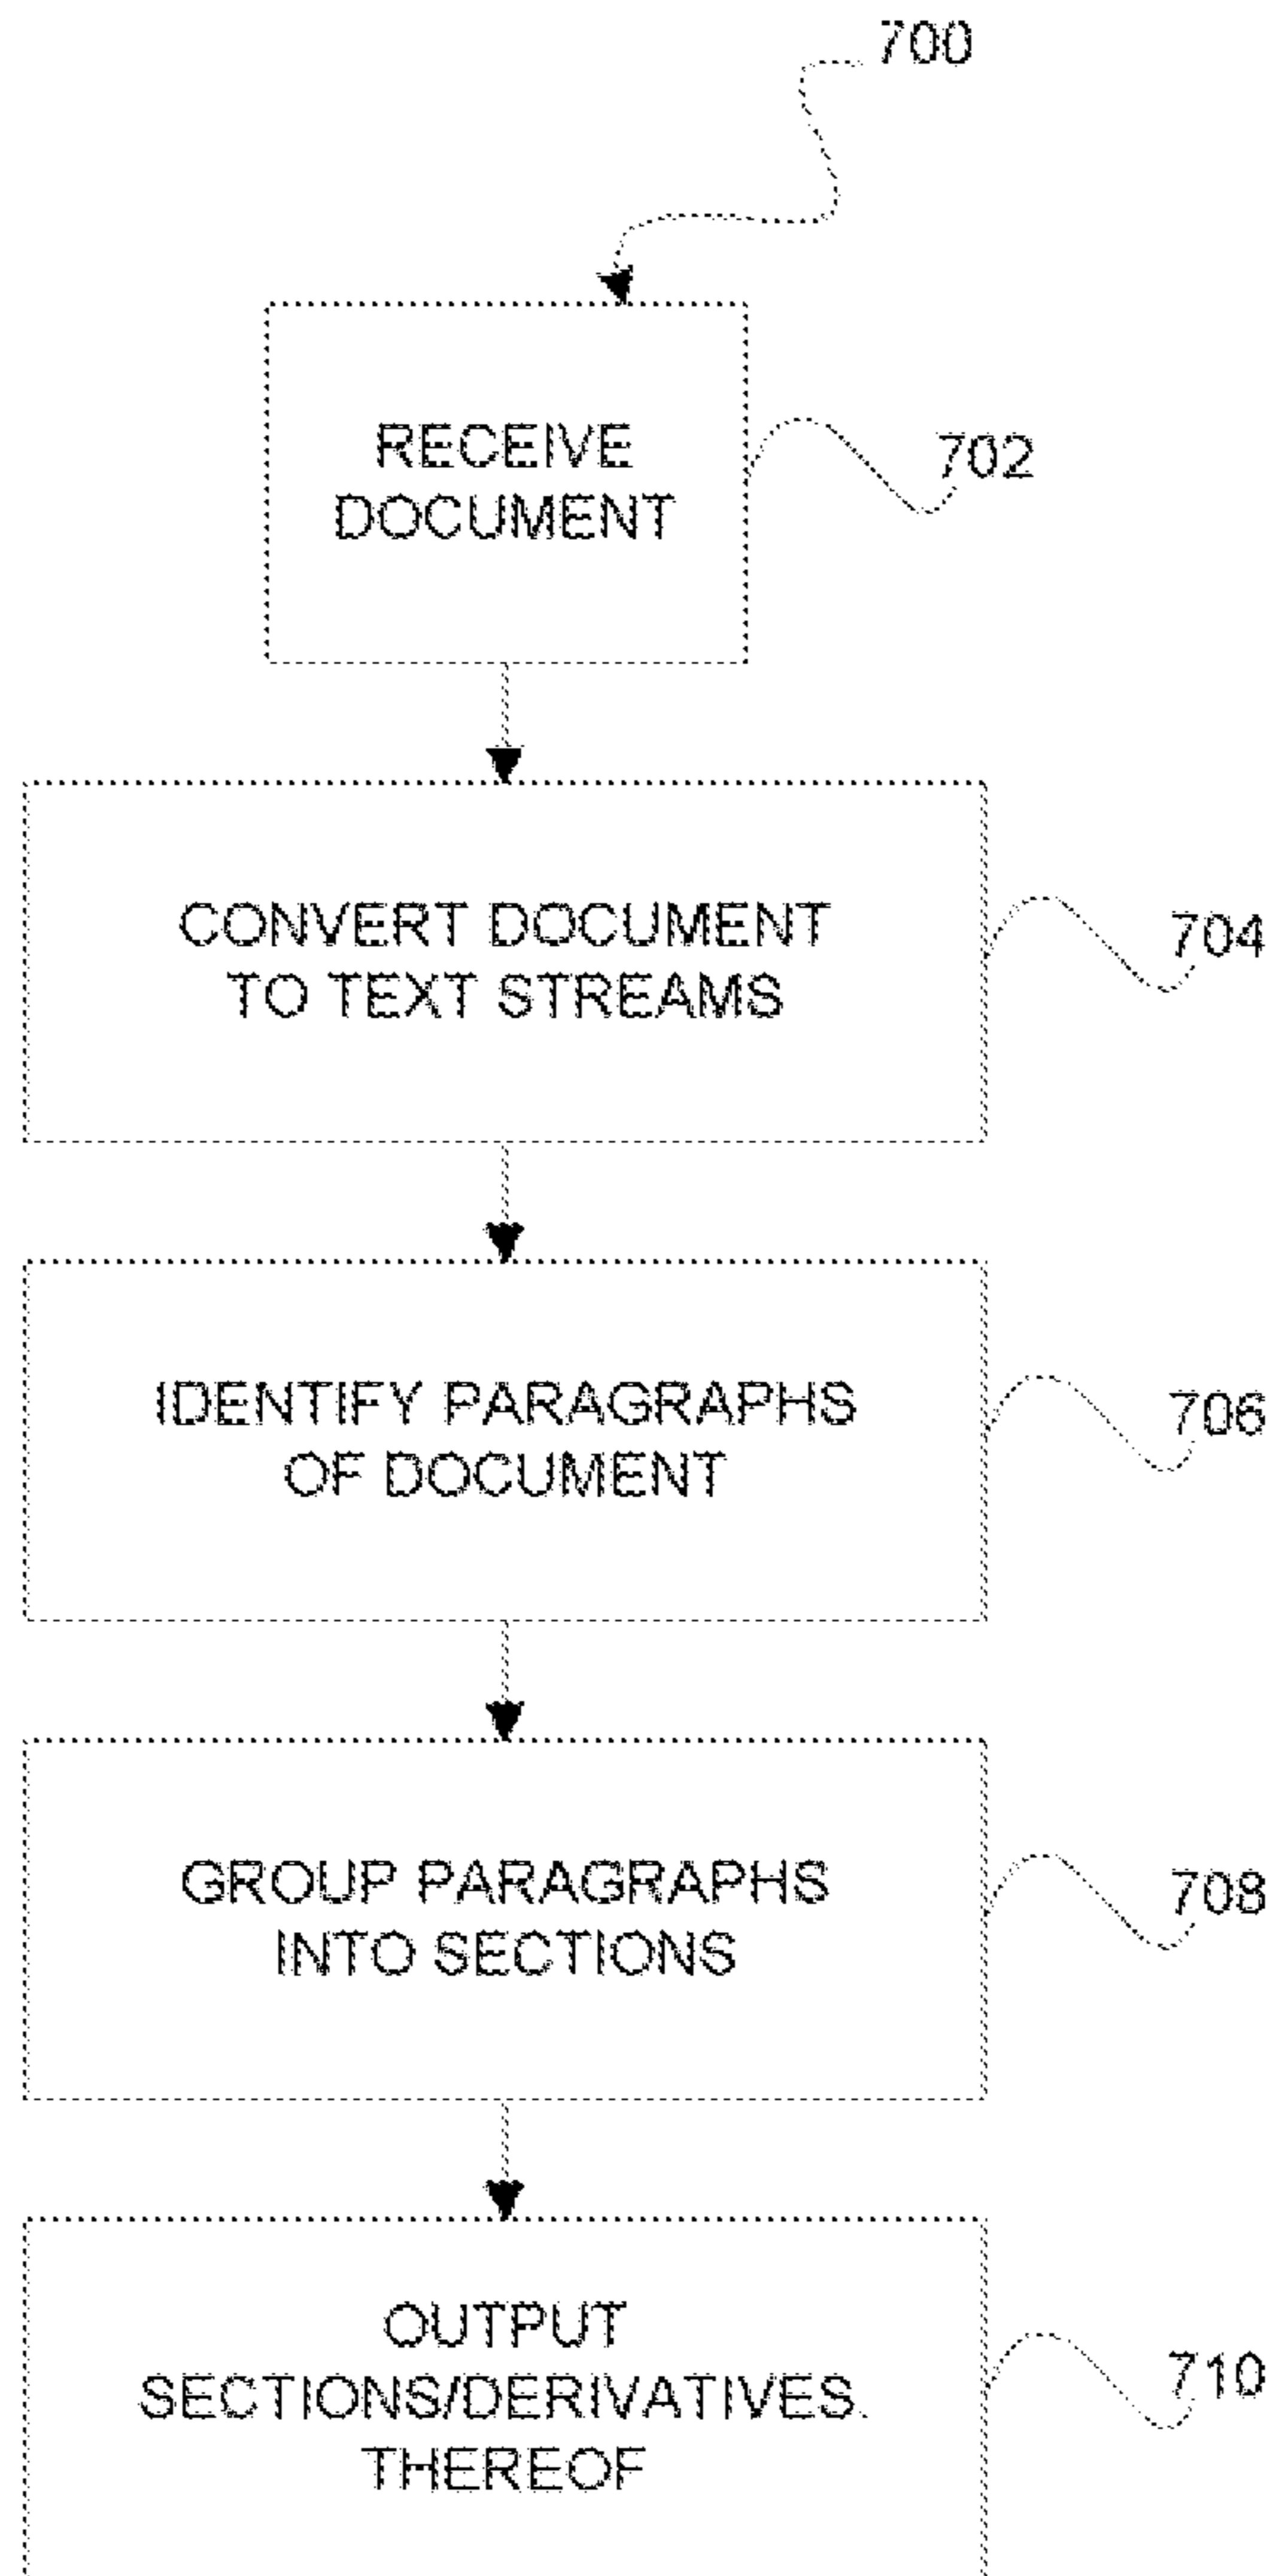 700
RECEIVE
DOCUMENT
702
CONVERT DOCUMENT
TO TEXT STREAMS
704
IDENTIFY PARAGRAPHS
OF DOCUMENT
706
GROUP PARAGRAPHS
INTO SECTIONS
708
OUTPUT
SECTIONS/DERIVATIVES
THEREOF
710